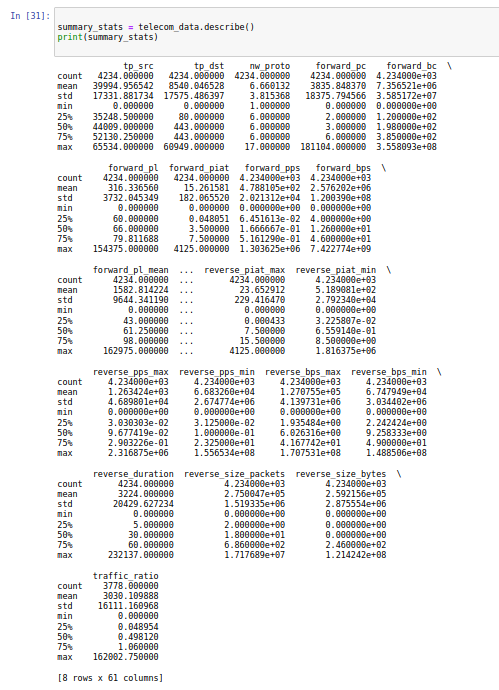 In [31]:
summary_stats = telecom_data.describe()
print(summary_stats)
tp_src tp_dst nw_proto forward_pc forward_bc \
count 4234.000000 4234.000000 4234.000000 4234.000000 4.234000e+03
mean 39994.956542 8540.046528 6.660132 3835.848370 7.356521e+06
std 17331.881734 17575.486397 3.815368 18375.794566 3.585172e+07
min 0.000000 0.000000 1.000000 0.000000 0.000000e+00
25% 35248.500000 80.000000 6.000000 2.000000 1.200000e+02
50% 44009.000000 443.000000 6.000000 3.000000 1.980000e+02
75% 52130.250000 443.000000 6.000000 6.000000 3.850000e+02
max 65534.000000 60949.000000 17.000000 181104.000000 3.558093e+08
forward_pl forward_piat forward_pps forward_bps \
count 4234.000000 4234.000000 4.234000e+03 4.234000e+03
mean 316.336560 15.261581 4.788105e+02 2.576202e+06
std 3732.045349 182.065520 2.021312e+04 1.200390e+08
min 0.000000 0.000000 0.000000e+00 0.000000e+00
25% 60.000000 0.048051 6.451613e-02 4.000000e+00
50% 66.000000 3.500000 1.666667e-01 1.260000e+01
75% 79.811688 7.500000 5.161290e-01 4.600000e+01
max 154375.000000 4125.000000 1.303625e+06 7.422774e+09
forward_pl_mean ... reverse_piat_max reverse_piat_min \
count 4234.000000 ... 4234.000000 4.234000e+03
mean 1582.814224 ... 23.652912 5.189081e+02
std 9644.341190 ... 229.416470 2.792340e+04
min 0.000000 ... 0.000000 0.000000e+00
25% 43.000000 ... 0.000433 3.225807e-02
50% 61.250000 ... 7.500000 6.559140e-01
75% 98.000000 ... 15.500000 8.500000e+00
max 162975.000000 ... 4125.000000 1.816375e+06
reverse_pps_max reverse_pps_min reverse_bps_max reverse_bps_min \
count 4.234000e+03 4.234000e+03 4.234000e+03 4.234000e+03
mean 1.263424e+03 6.683260e+04 1.270755e+05 6.747949e+04
std 4.689801e+04 2.674774e+06 4.139731e+06 3.034402e+06
min 0.000000e+00 0.000000e+00 0.000000e+00 0.000000e+00
25% 3.030303e-02 3.125000e-02 1.935484e+00 2.242424e+00
50% 9.677419e-02 1.000000e-01 6.026316e+00 9.258333e+00
75% 2.903226e-01 2.325000e+01 4.167742e+01 4.900000e+01
max 2.316875e+06 1.556534e+08 1.707531e+08 1.488506e+08
reverse_duration reverse_size_packets reverse_size_bytes \
count 4234.000000 4.234000e+03 4.234000e+03
mean 3224.000000 2.750047e+05 2.592156e+05
std 20429.627234 1.519335e+06 2.875554e+06
min 0.000000 0.000000e+00 0.000000e+00
25% 5.000000 2.000000e+00 0.000000e+00
50% 30.000000 1.800000e+01 0.000000e+00
75% 60.000000 6.860000e+02 2.460000e+02
max 232137.000000 1.717689e+07 1.214242e+08
traffic_ratio
count 3778.000000
mean 3030.109888
std 16111.160968
min 0.000000
25% 0.048954
50% 0.498120
75% 1.060000
max 162002.750000
[8 rows x 61 columns]